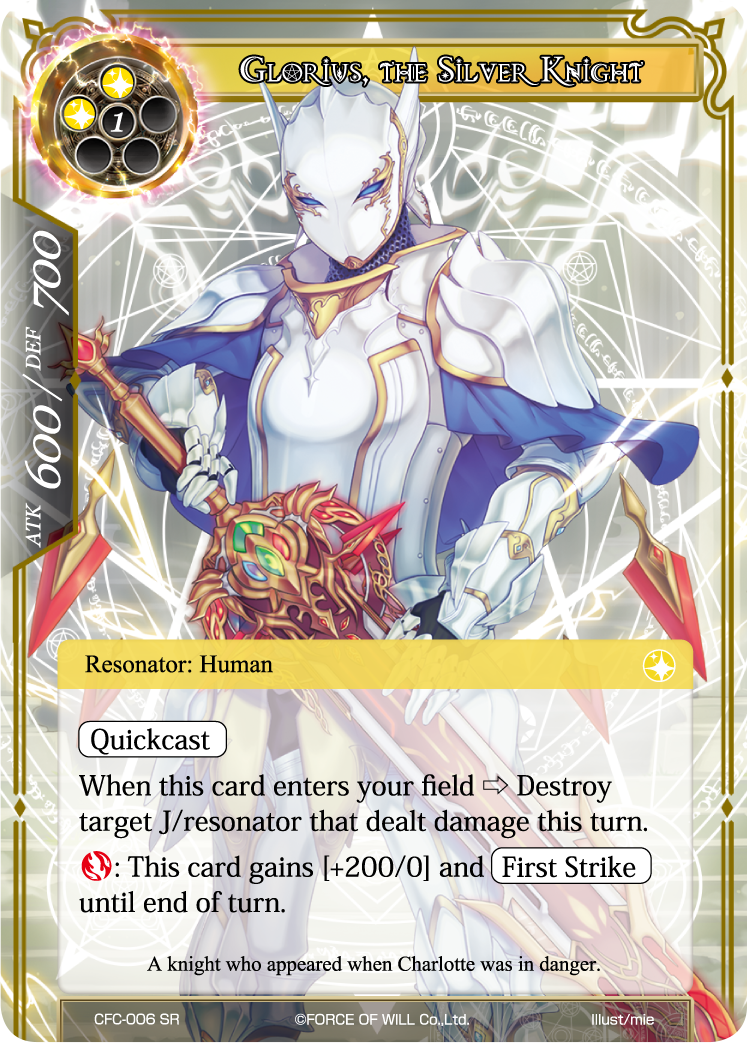 Glorius, the Silver Knight
1
ATK 600 / DEF 700
Resonator: Human
Quickcast
When this card enters your field ⇨ Destroy
target J/resonator that dealt damage this turn.
: This card gains [+200/0] and First Strike
until end of turn.
A knight who appeared when Charlotte was in danger.
CFC-006 SR ©FORCE OF WILL Co.,Ltd. Illust/mie